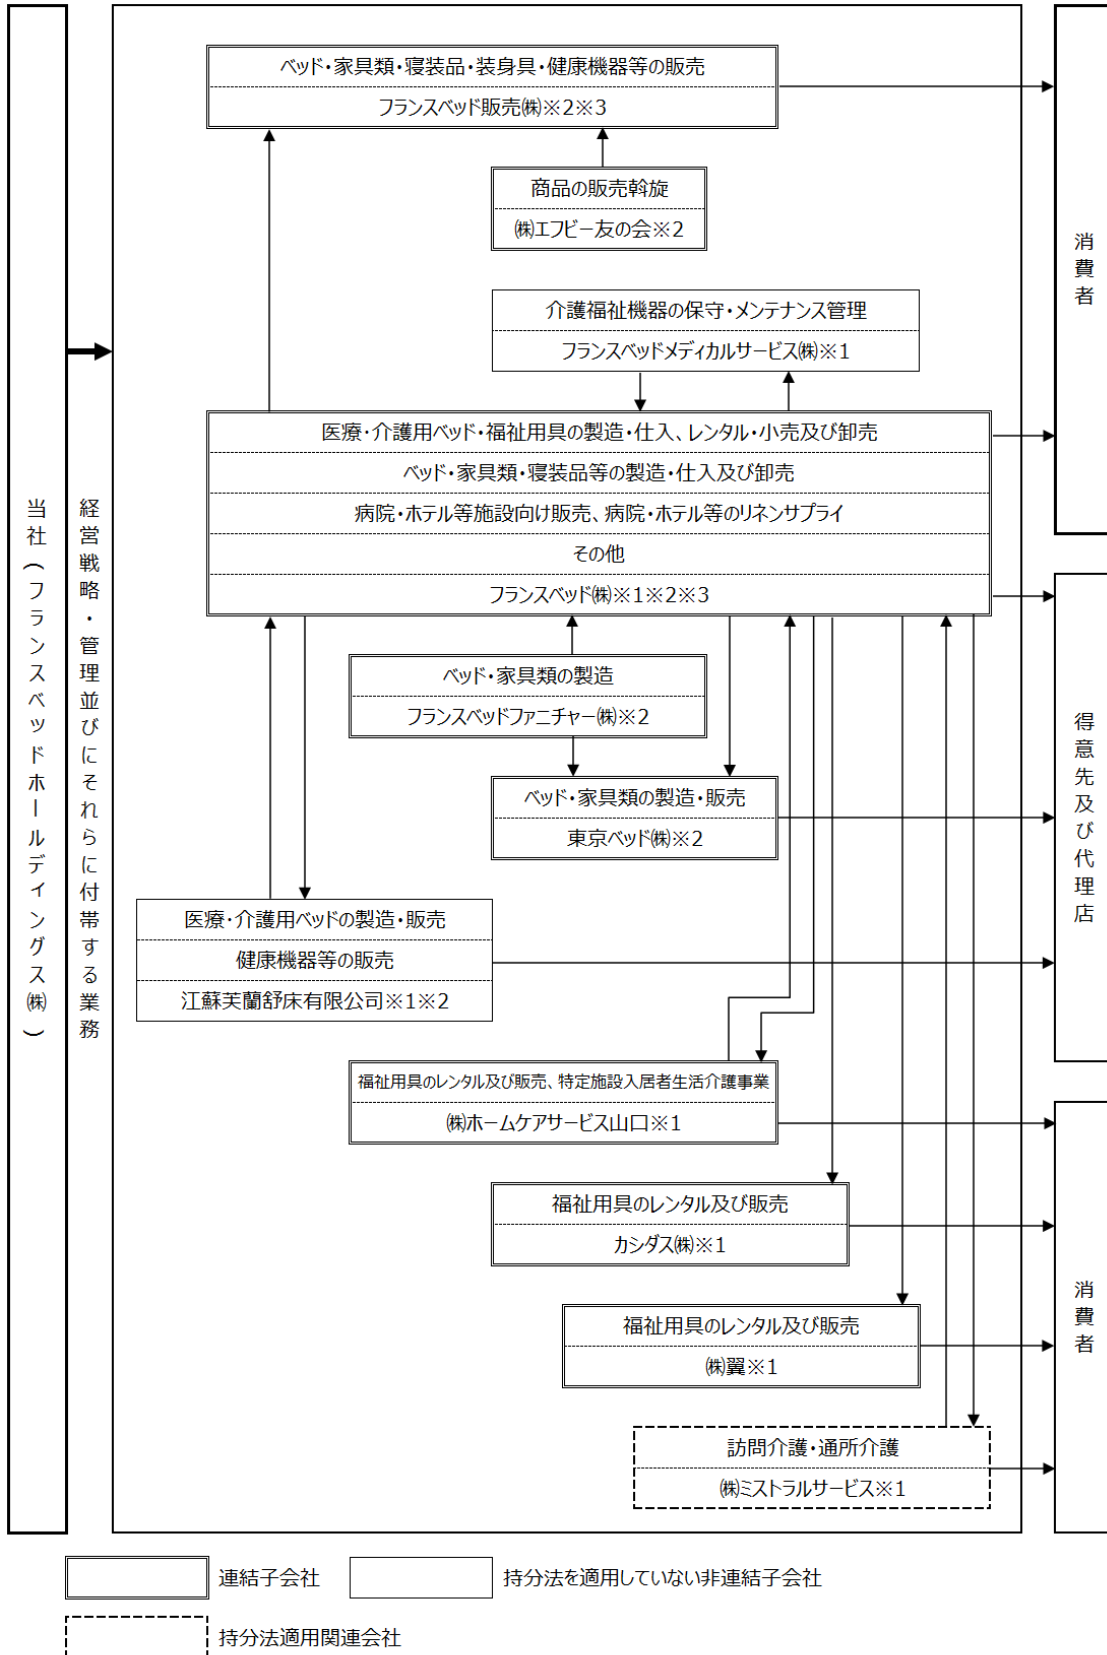 当社(フランスベッドホールディングス㈱)
経営戦略・管理並びにそれらに付帯する業務
ベッド・家具類・寝装品・装身具・健康機器等の販売
フランスベッド販売㈱※2※3
商品の販売斡旋
㈱エフビー友の会※2
介護福祉機器の保守・メンテナンス管理
フランスベッドメディカルサービス㈱※1
医療・介護用ベッド・福祉用具の製造・仕入、レンタル・小売及び卸売
ベッド・家具類・寝装品等の製造・仕入及び卸売
病院・ホテル等施設向け販売、病院・ホテル等のリネンサプライ
その他
フランスベッド㈱※1※2※3
ベッド・家具類の製造
フランスベッドファニチャー㈱※2
ベッド・家具類の製造・販売
東京ベッド㈱※2
医療・介護用ベッドの製造・販売
健康機器等の販売
江蘇芙蘭舒床有限公司※1※2
福祉用具のレンタル及び販売、特定施設入居者生活介護事業
㈱ホームケアサービス山口※1
福祉用具のレンタル及び販売
カシダス㈱※1
福祉用具のレンタル及び販売
㈱翼※1
訪問介護・通所介護
㈱ミストラルサービス※1
消費者
得意先及び代理店
消費者
連結子会社
持分法を適用していない非連結子会社
持分法適用関連会社